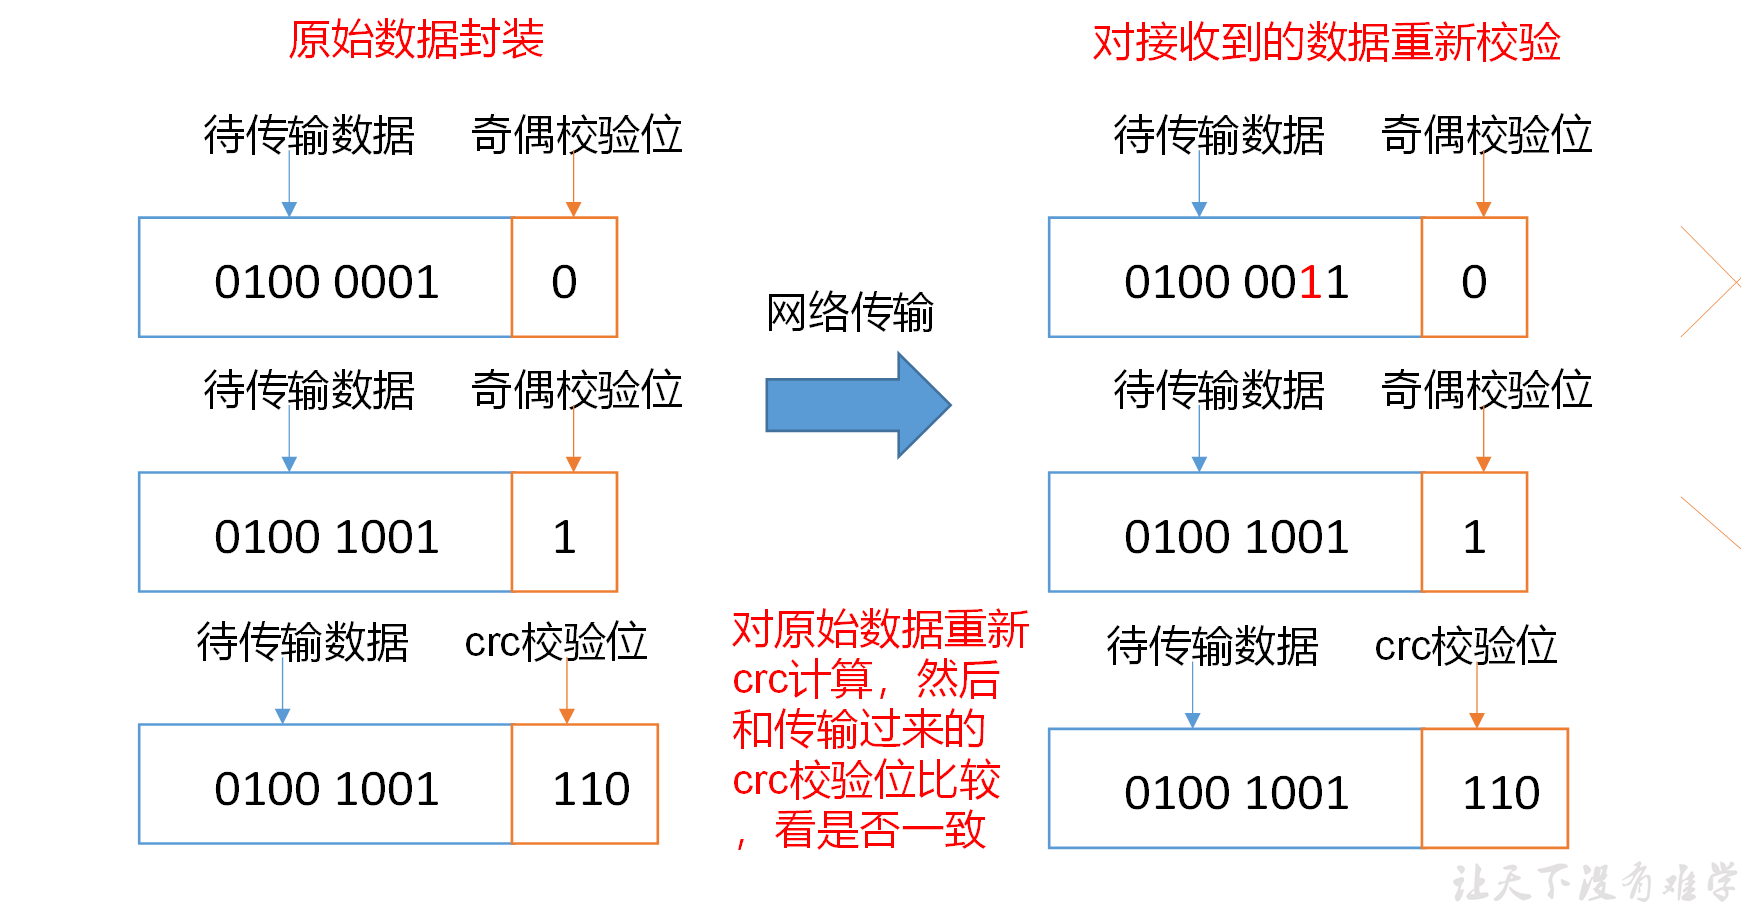 原始数据封装
对接收到的数据重新校验
待传输数据 奇偶校验位
待传输数据 奇偶校验位
0100 0001 0
0100 0011 0
网络传输
待传输数据 奇偶校验位
待传输数据 奇偶校验位
0100 1001 1
0100 1001 1
对原始数据重新
crc计算，然后
和传输过来的
crc校验位比较
，看是否一致
待传输数据 crc校验位
待传输数据 crc校验位
0100 1001 110
0100 1001 110
让天下没有难学